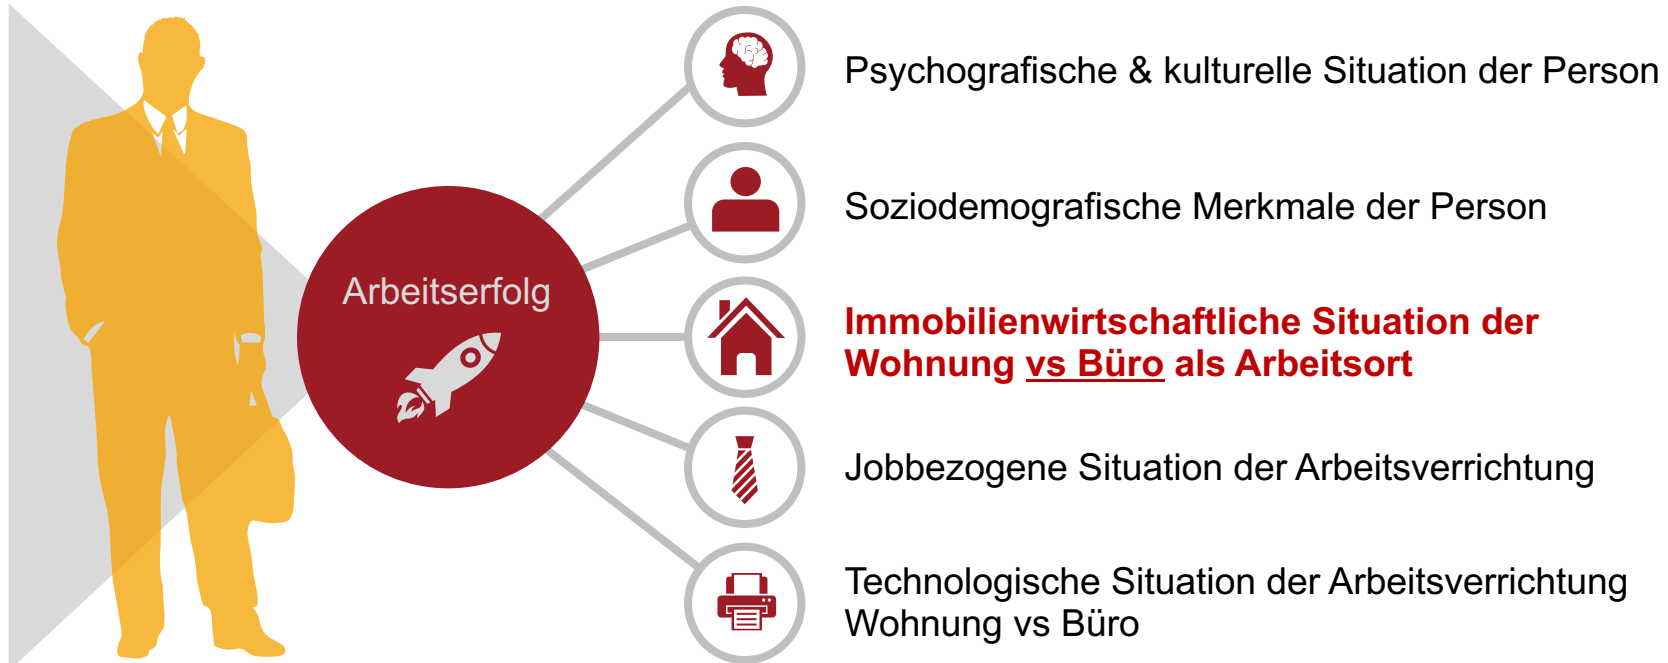 Psychografische & kulturelle Situation der Person
Soziodemografische Merkmale der Person
Arbeitserfolg
Immobilienwirtschaftliche Situation der
Wohnung vs Büro als Arbeitsort
Jobbezogene Situation der Arbeitsverrichtung
Technologische Situation der Arbeitsverrichtung
Wohnung vs Büro